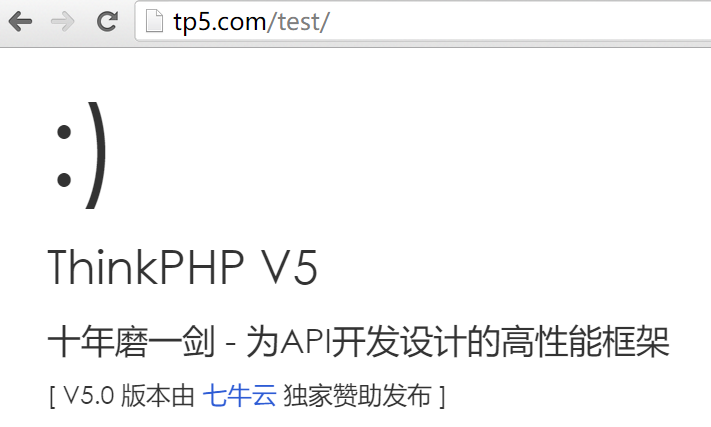 tp5.com/test/
:)
ThinkPHP V5
十年磨一剑 - 为API开发设计的高性能框架
[ V5.0 版本由 七牛云 独家赞助发布 ]